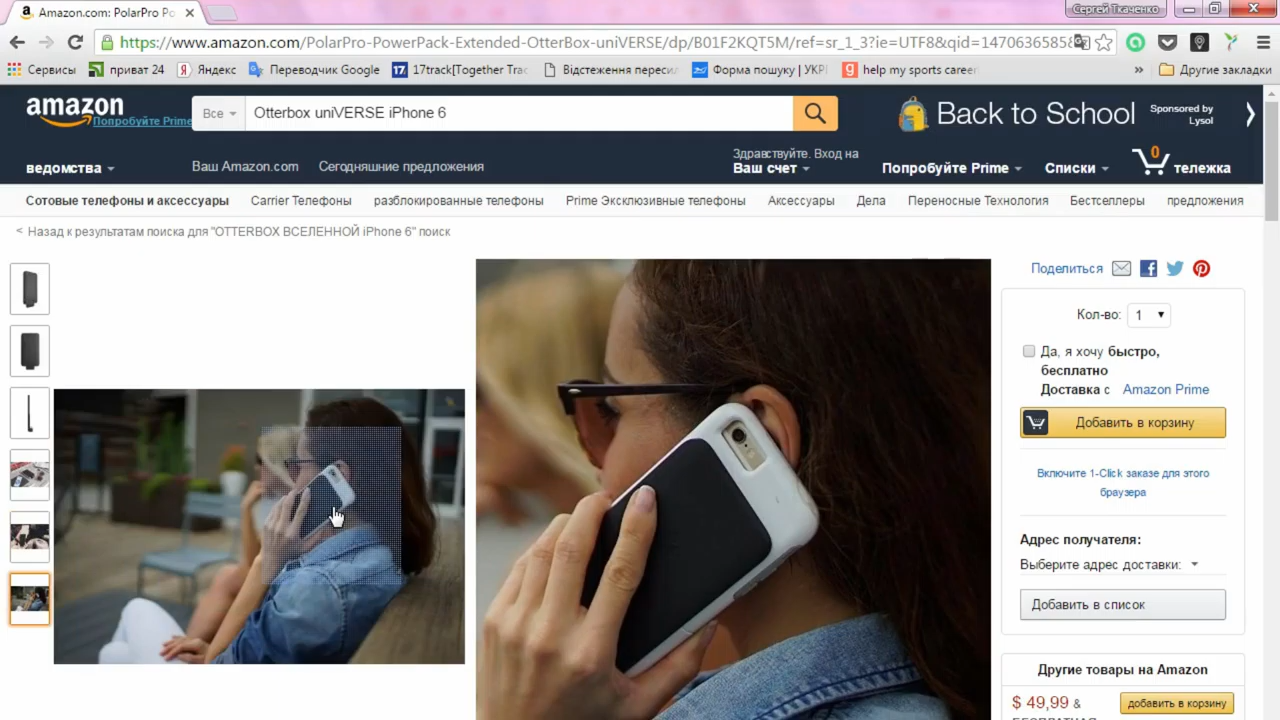 Amazon.com: PolarPro Po
Сергей Ткаченко
https://www.amazon.com/PolarPro-PowerPack-Extended-Otterbox-uniVERSE/dp/B01F2KQT5M/ref=sr_1_3?ie=UTF8&qid=1470636585
Сервисы
приват 24
Яндекс
Переводчик Google
17track[Together Trac
Відстеження пересил
Форма пошуку | УКРІ
help my sports career
» Другие закладки
amazon
Попробуйте Prime
Все
Otterbox uniVERSE iPhone 6
Back to School
Sponsored by
Lysol
ведомства
Ваш Amazon.com
Сегодняшние предложения
Здравствуйте. Вход на
Ваш счет
Попробуйте Prime
Списки
0
тележка
Сотовые телефоны и аксессуары
Carrier Телефоны
разблокированные телефоны
Prime Эксклюзивные телефоны
Аксессуары
Дела
Переносные Технология
Бестселлеры
предложения
< Назад к результатам поиска для "OTTERBOX ВСЕЛЕННОЙ iPhone 6" поиск
Поделиться
Кол-во: 1
Да, я хочу быстро,
бесплатно
Доставка с Amazon Prime
Добавить в корзину
Включите 1-Click заказе для этого
браузера
Адрес получателя:
Выберите адрес доставки:
Добавить в список
Другие товары на Amazon
$ 49,99 &
добавить в корзину